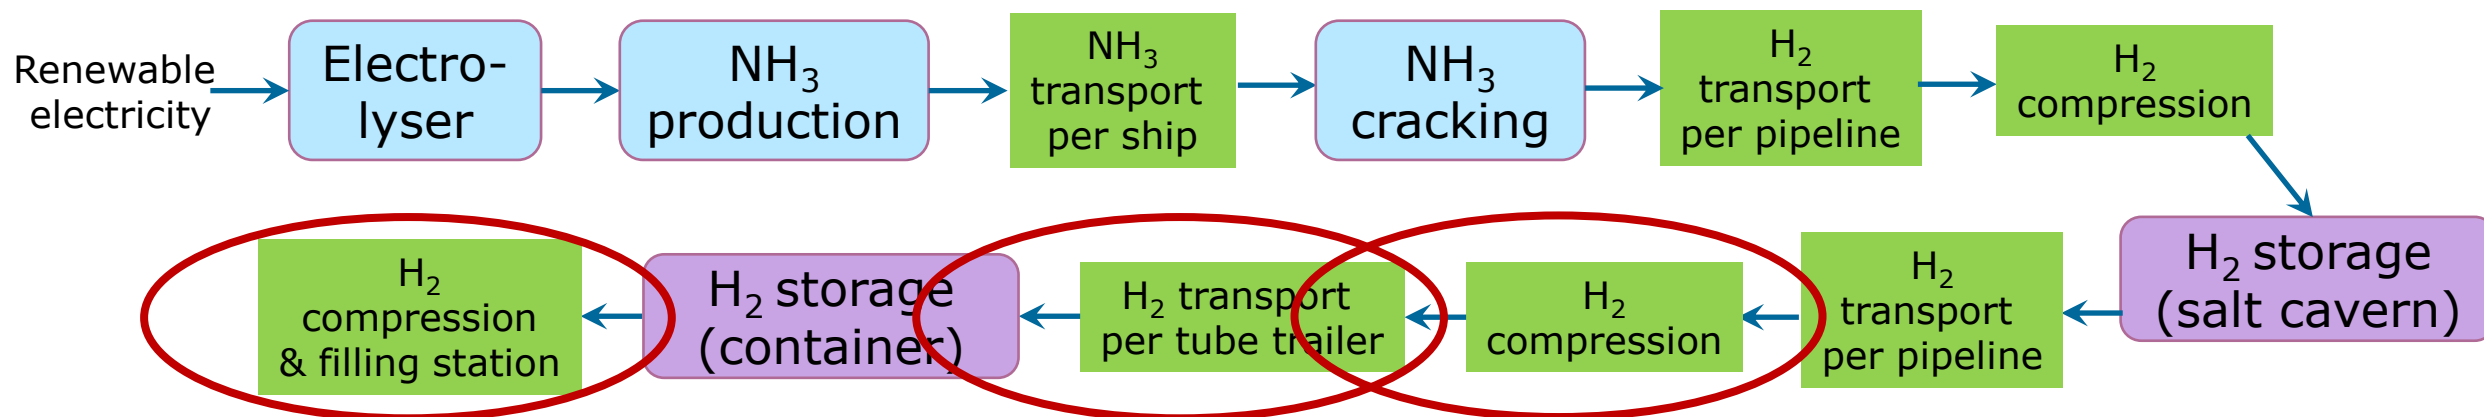 Renewable
electricity
Electro-
lyser
NH₃
production
NH₃
transport
per ship
NH₃
cracking
H₂
transport
per pipeline
H₂
compression
H₂ storage
(salt cavern)
H₂
transport
per pipeline
H₂
compression
H₂ transport
per tube trailer
H₂ storage
(container)
H₂
compression
& filling station